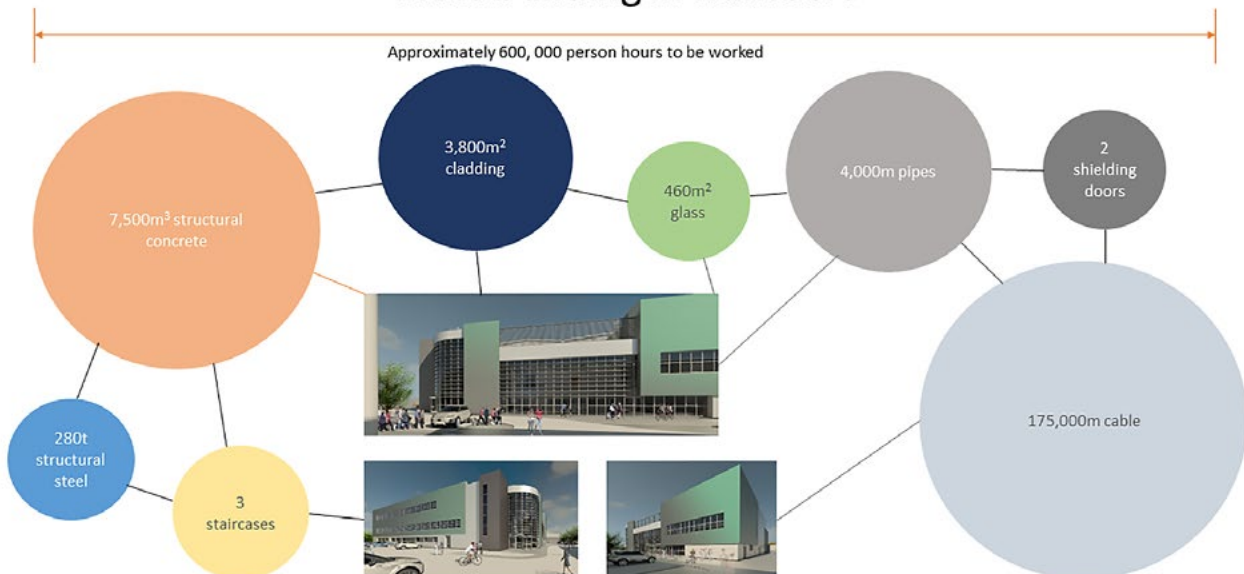 Approximately 600, 000 person hours to be worked
3,800m²
cladding
2
shielding
doors
4,000m pipes
460m²
glass
7,500m³ structural
concrete
175,000m cable
280t
structural
steel
3
staircases